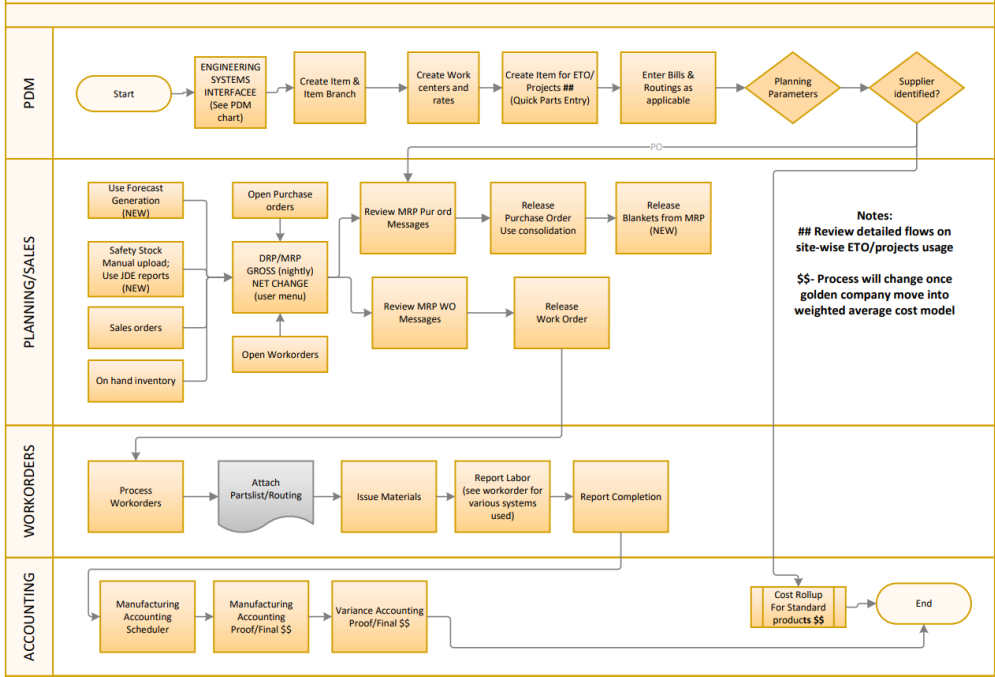 PDM
Start
ENGINEERING
SYSTEMS
INTERFACEE
(See PDM
chart)
Create Item &
Item Branch
Create Work
centers and
rates
Create Item for ETO/
Projects ##
(Quick Parts Entry)
Enter Bills &
Routings as
applicable
Planning
Parameters
Supplier
identified?
PO
PLANNING/SALES
Use Forecast
Generation
(NEW)
Safety Stock
Manual upload;
Use JDE reports
(NEW)
Sales orders
On hand inventory
Open Purchase
orders
DRP/MRP
GROSS (nightly)
NET CHANGE
(user menu)
Open Workorders
Review MRP Pur ord
Messages
Release
Purchase Order
Use consolidation
Release
Blankets from MRP
(NEW)
Review MRP WO
Messages
Release
Work Order
Notes:
## Review detailed flows on
site-wise ETO/projects usage
$$- Process will change once
golden company move into
weighted average cost model
WORKORDERS
Process
Workorders
Attach
Partslist/Routing
Issue Materials
Report Labor
(see workorder for
various systems
used)
Report Completion
ACCOUNTING
Manufacturing
Accounting
Scheduler
Manufacturing
Accounting
Proof/Final $$
Variance Accounting
Proof/Final $$
Cost Rollup
For Standard
products $$
End